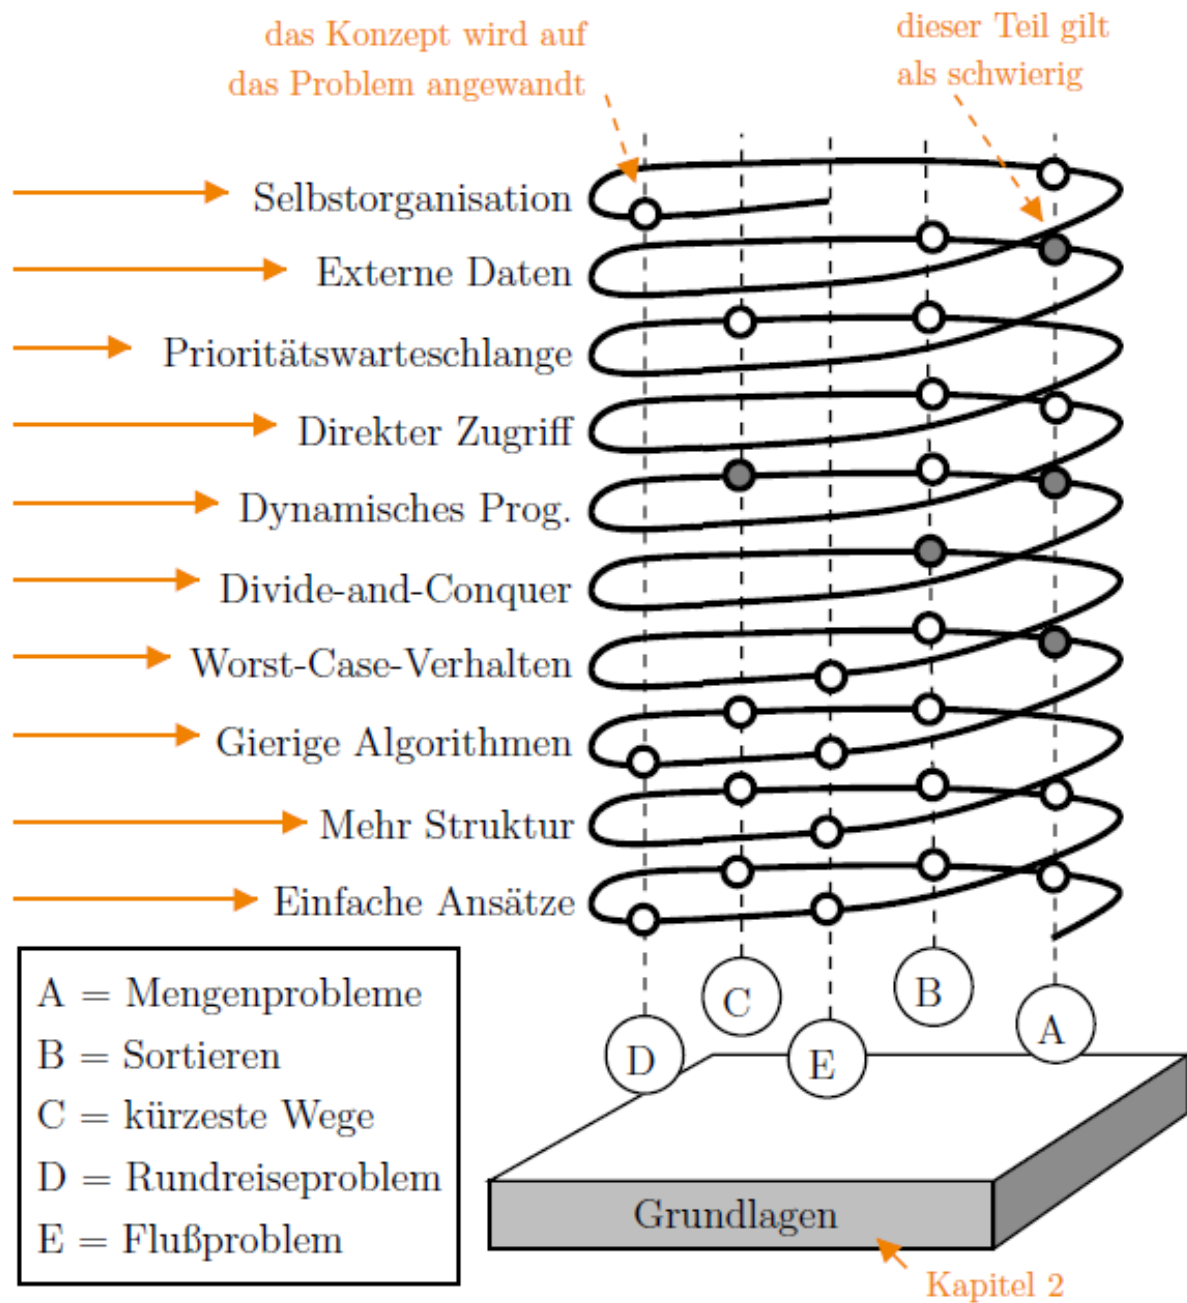 das Konzept wird auf
das Problem angewandt
dieser Teil gilt
als schwierig
Selbstorganisation
Externe Daten
Prioritätswarteschlange
Direkter Zugriff
Dynamisches Prog.
Divide-and-Conquer
Worst-Case-Verhalten
Gierige Algorithmen
Mehr Struktur
Einfache Ansätze
A = Mengenprobleme
B = Sortieren
C = kürzeste Wege
D = Rundreiseproblem
E = Flußproblem
D
C
E
B
A
Grundlagen
Kapitel 2